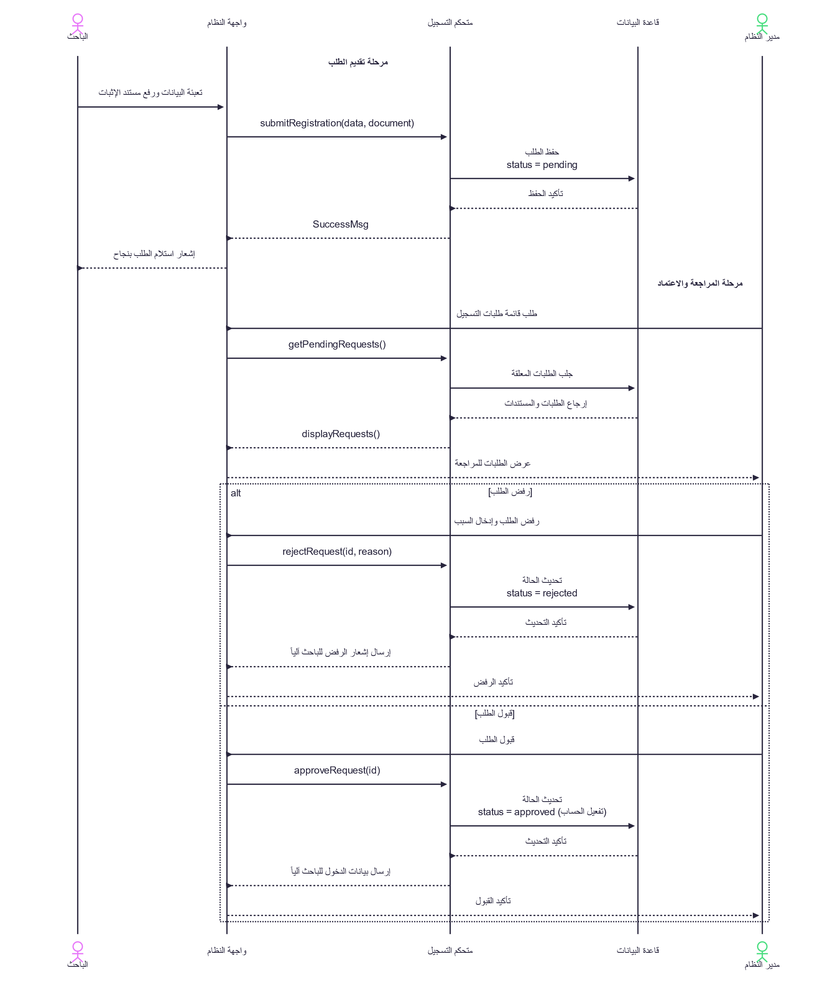 الباحث
واجهة النظام
متحكم التسجيل
قاعدة البيانات
مدير النظام
مرحلة تقديم الطلب
تعبئة البيانات ورفع مستند الإثبات
submitRegistration(data, document)
حفظ الطلب
status = pending
تأكيد الحفظ
SuccessMsg
إشعار استلام الطلب بنجاح
مرحلة المراجعة والاعتماد
طلب قائمة طلبات التسجيل
getPendingRequests()
جلب الطلبات المعلقة
إرجاع الطلبات والمستندات
displayRequests()
عرض الطلبات للمراجعة
alt
[رفض الطلب]
رفض الطلب وإدخال السبب
rejectRequest(id, reason)
تحديث الحالة
status = rejected
تأكيد التحديث
إرسال إشعار الرفض للباحث آلياً
تأكيد الرفض
[قبول الطلب]
قبول الطلب
approveRequest(id)
تحديث الحالة
status = approved (تفعيل الحساب)
تأكيد التحديث
إرسال بيانات الدخول للباحث آلياً
تأكيد القبول
الباحث
واجهة النظام
متحكم التسجيل
قاعدة البيانات
مدير النظام